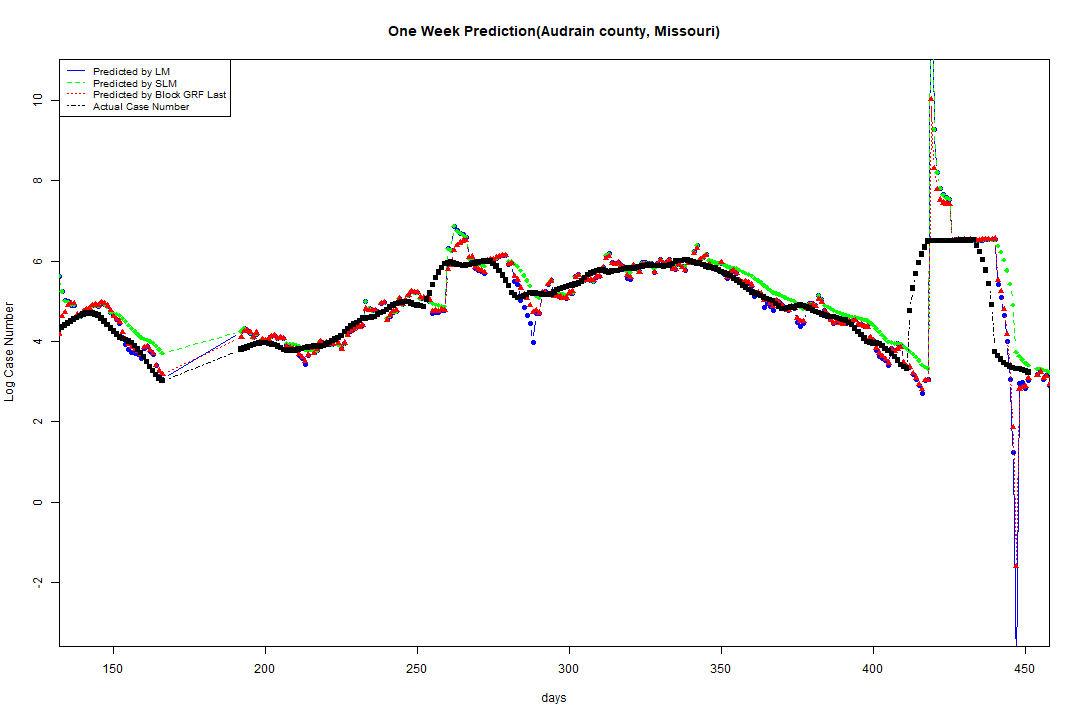 One Week Prediction(Audrain county, Missouri)
Predicted by LM
Predicted by SLM
Predicted by Block GRF Last
Actual Case Number
Log Case Number
10
8
6
4
2
0
-2
150
200
250
300
350
400
450
days